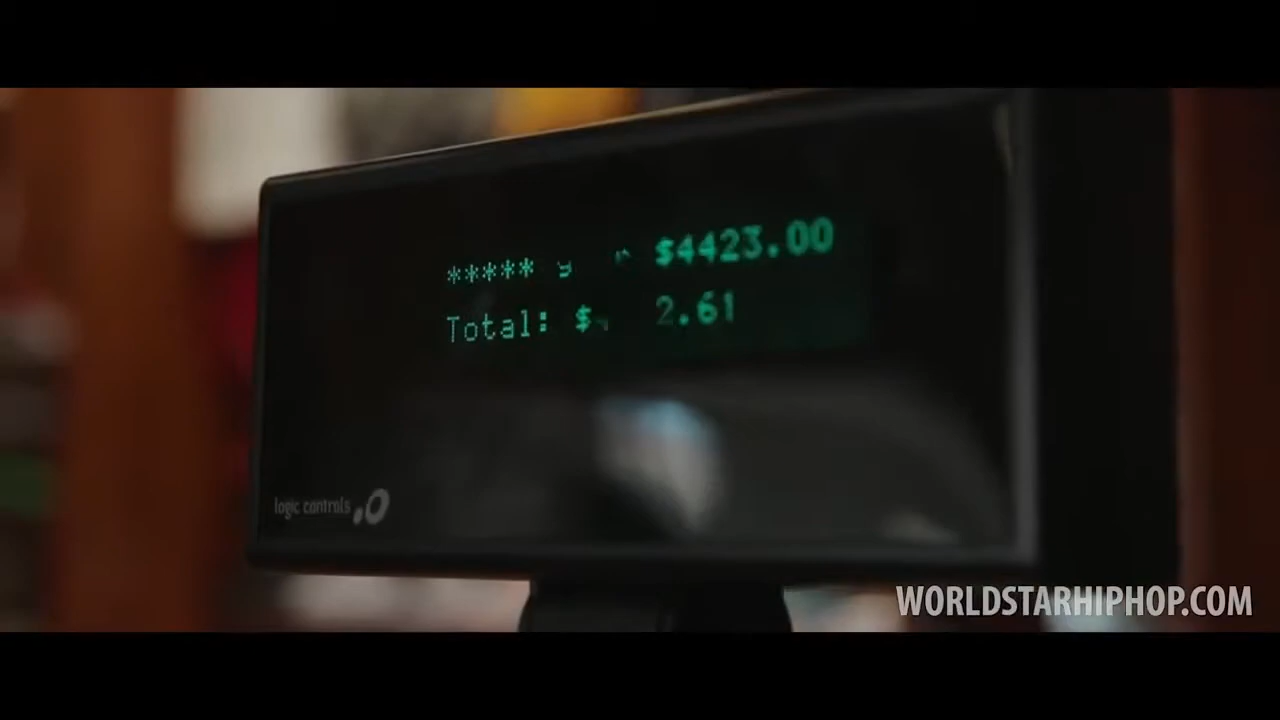 ***** $4423.00
Total: $ 2.61
logic controls
WORLDSTARHIPHOP.COM